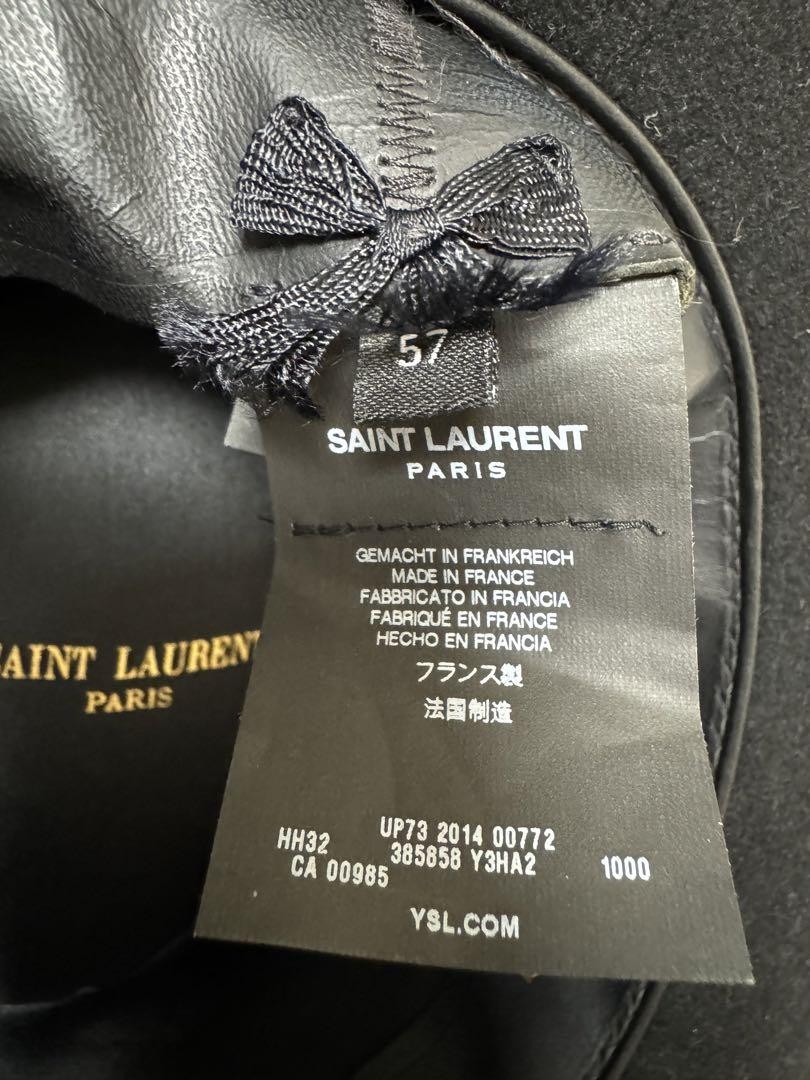 57
SAINT LAURENT
PARIS
GEMACHT IN FRANKREICH
MADE IN FRANCE
FABBRICATO IN FRANCIA
FABRIQUÉ EN FRANCE
HECHO EN FRANCIA
フランス製
法国制造
UP73 2014 00772
HH32 385858 Y3HA2 1000
CA 00985
YSL.COM
SAINT LAURENT
PARIS